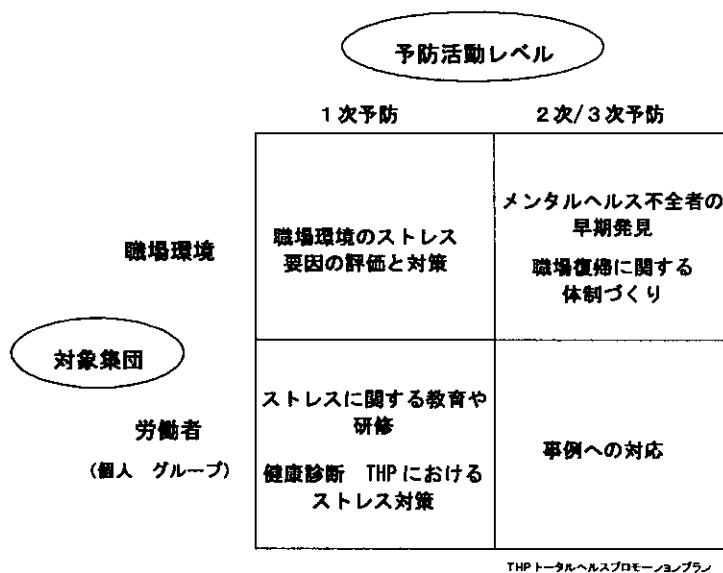 予防活動レベル
1次予防
2次/3次予防
職場環境
職場環境のストレス
要因の評価と対策
メンタルヘルス不全者の
早期発見
職場復帰に関する
体制づくり
対象集団
労働者
(個人 グループ)
ストレスに関する教育や
研修
健康診断 THPにおける
ストレス対策
事例への対応
THPトータルヘルスプロモーションプラン